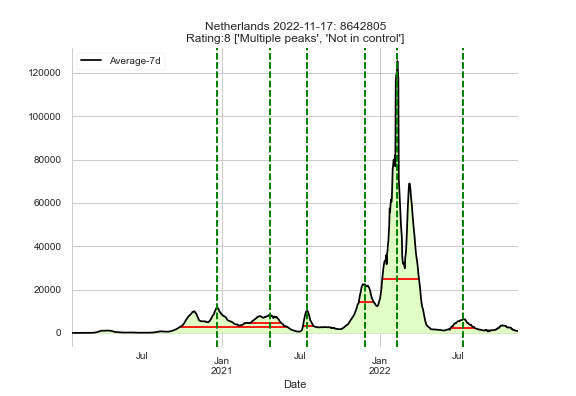 Netherlands 2022-11-17: 8642805
Rating:8 ['Multiple peaks', 'Not in control']
Average-7d
120000
100000
80000
60000
40000
20000
0
Jul
Jan
2021
Jul
Jan
2022
Jul
Date